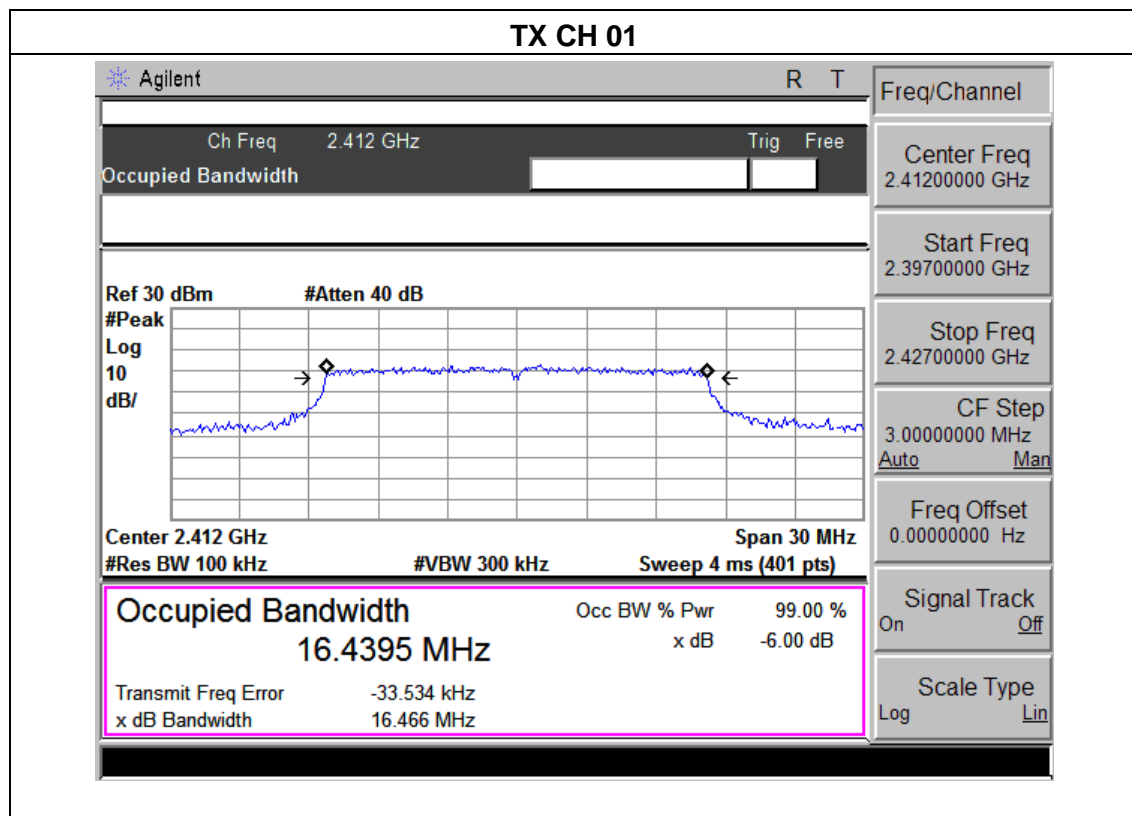 TX CH 01
Agilent R T
Ch Freq 2.412 GHz Trig Free
Occupied Bandwidth
Ref 30 dBm #Atten 40 dB
#Peak
Log
10
dB/
Center 2.412 GHz Span 30 MHz
#Res BW 100 kHz #VBW 300 kHz Sweep 4 ms (401 pts)
Occupied Bandwidth Occ BW % Pwr 99.00 %
16.4395 MHz x dB -6.00 dB
Transmit Freq Error -33.534 kHz
x dB Bandwidth 16.466 MHz
Freq/Channel
Center Freq
2.41200000 GHz
Start Freq
2.39700000 GHz
Stop Freq
2.42700000 GHz
CF Step
3.00000000 MHz
Auto Man
Freq Offset
0.00000000 Hz
Signal Track
On Off
Scale Type
Log Lin